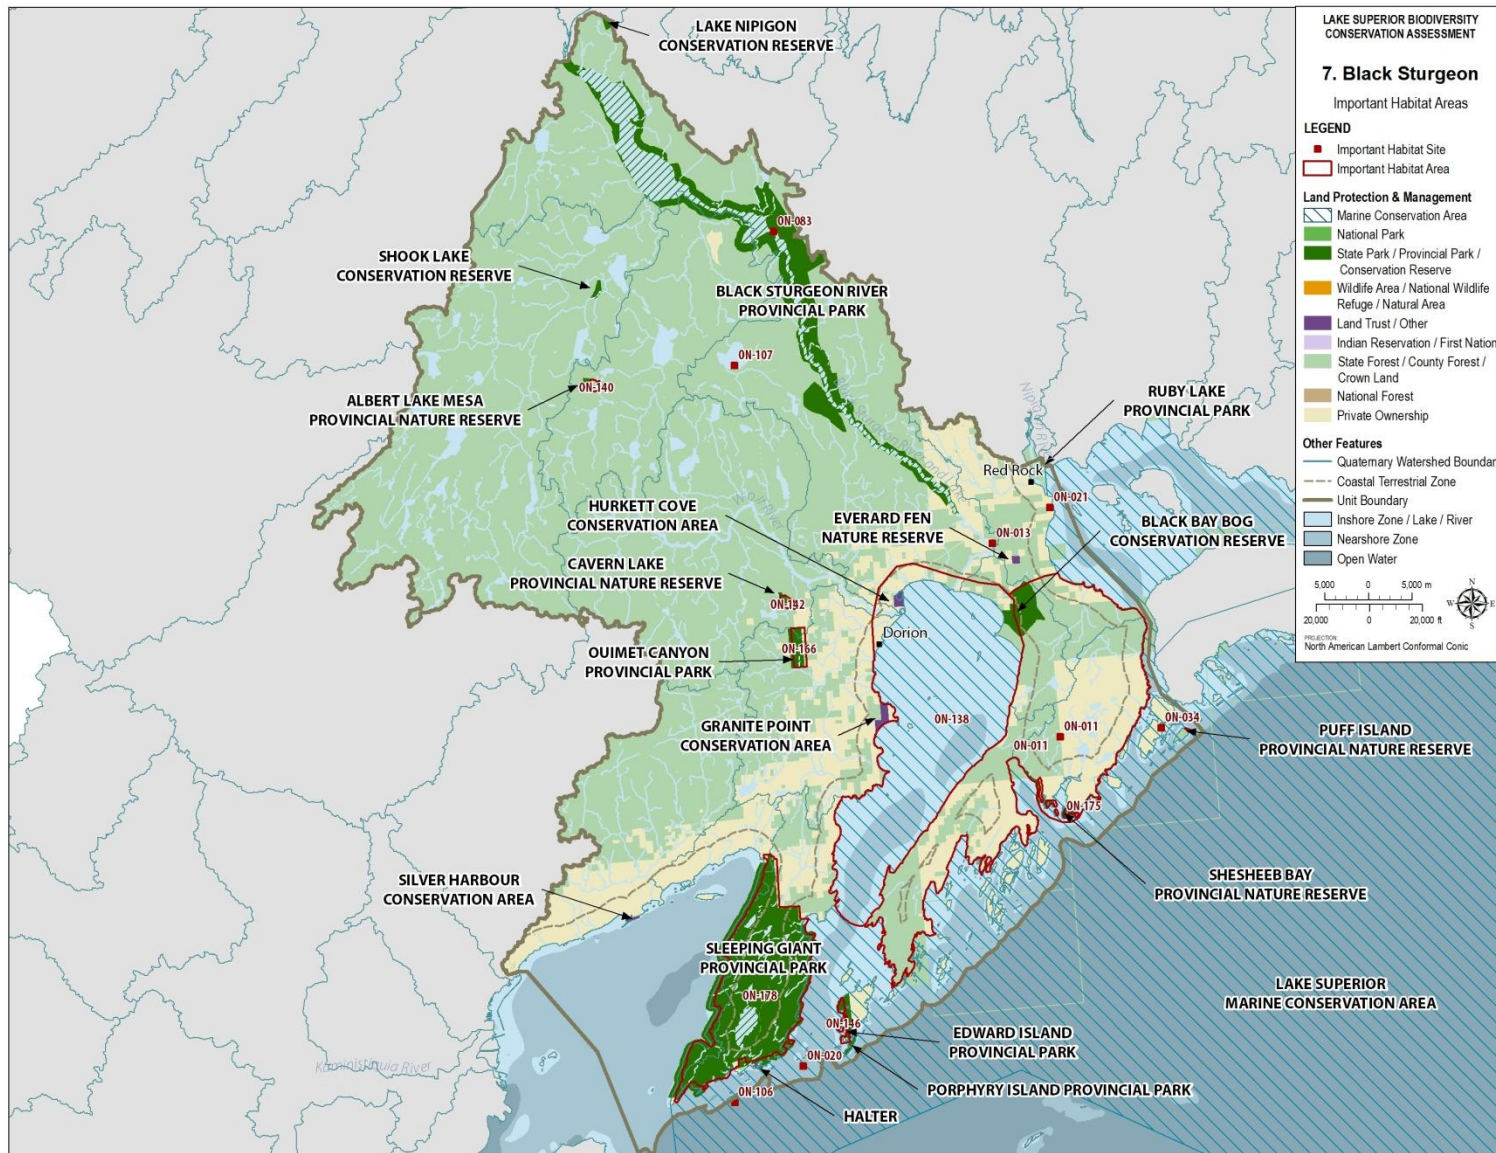 LAKE SUPERIOR BIODIVERSITY
CONSERVATION ASSESSMENT
7. Black Sturgeon
Important Habitat Areas
LEGEND
Important Habitat Site
Important Habitat Area
Land Protection & Management
Marine Conservation Area
National Park
State Park / Provincial Park /
Conservation Reserve
Wildlife Area / National Wildlife
Refuge / Natural Area
Land Trust / Other
Indian Reservation / First Nation
State Forest / County Forest /
Crown Land
National Forest
Private Ownership
Other Features
Quaternary Watershed Boundar
Coastal Terrestrial Zone
Unit Boundary
Inshore Zone / Lake / River
Nearshore Zone
Open Water
5,000 0 5,000 m
20,000 0 20,000 ft
N
W E
S
PROJECTION:
North American Lambert Conformal Conic
LAKE NIPIGON
CONSERVATION RESERVE
ON-083
SHOOK LAKE
CONSERVATION RESERVE
BLACK STURGEON RIVER
PROVINCIAL PARK
ON-107
ON-140
ALBERT LAKE MESA
PROVINCIAL NATURE RESERVE
RUBY LAKE
PROVINCIAL PARK
Red Rock
ON-021
HURKETT COVE
CONSERVATION AREA
EVERARD FEN
NATURE RESERVE
ON-013
BLACK BAY BOG
CONSERVATION RESERVE
CAVERN LAKE
PROVINCIAL NATURE RESERVE
ON-142
Dorion
OUIMET CANYON
PROVINCIAL PARK
ON-166
GRANITE POINT
CONSERVATION AREA
ON-138
ON-011
ON-011
ON-034
PUFF ISLAND
PROVINCIAL NATURE RESERVE
ON-175
SHESHEEB BAY
PROVINCIAL NATURE RESERVE
SILVER HARBOUR
CONSERVATION AREA
SLEEPING GIANT
PROVINCIAL PARK
ON-178
LAKE SUPERIOR
MARINE CONSERVATION AREA
ON-146
EDWARD ISLAND
PROVINCIAL PARK
ON-020
PORPHYRY ISLAND PROVINCIAL PARK
ON-106
HALTER
Kaministiquia River